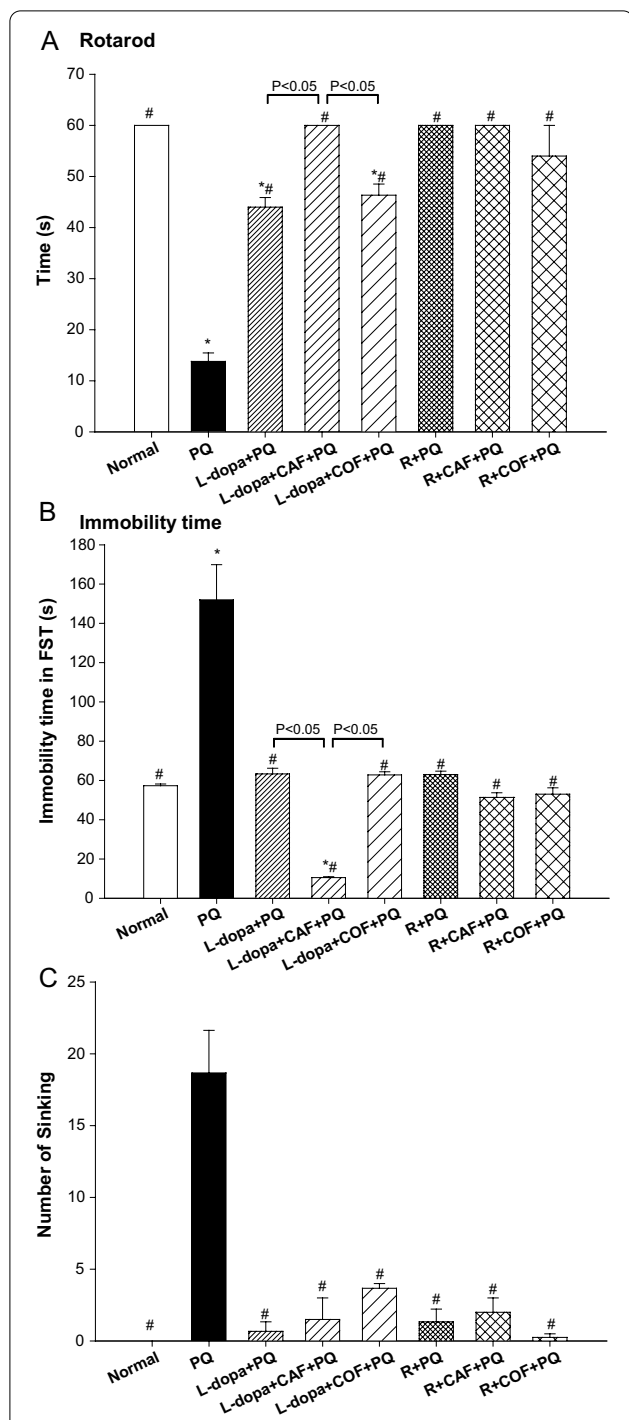 A Rotarod
P<0.05 P<0.05
Time (s)
70
60
50
40
30
20
10
0
# * *# # *# # # #
Normal PQ L-dopa+PQ L-dopa+CAF+PQ L-dopa+COF+PQ R+PQ R+CAF+PQ R+COF+PQ
B Immobility time
P<0.05 P<0.05
Immobility time in FST (s)
180
160
140
120
100
80
60
40
20
0
# * # *# # # # #
Normal PQ L-dopa+PQ L-dopa+CAF+PQ L-dopa+COF+PQ R+PQ R+CAF+PQ R+COF+PQ
C
Number of Sinking
25
20
15
10
5
0
# # # # # # #
Normal PQ L-dopa+PQ L-dopa+CAF+PQ L-dopa+COF+PQ R+PQ R+CAF+PQ R+COF+PQ